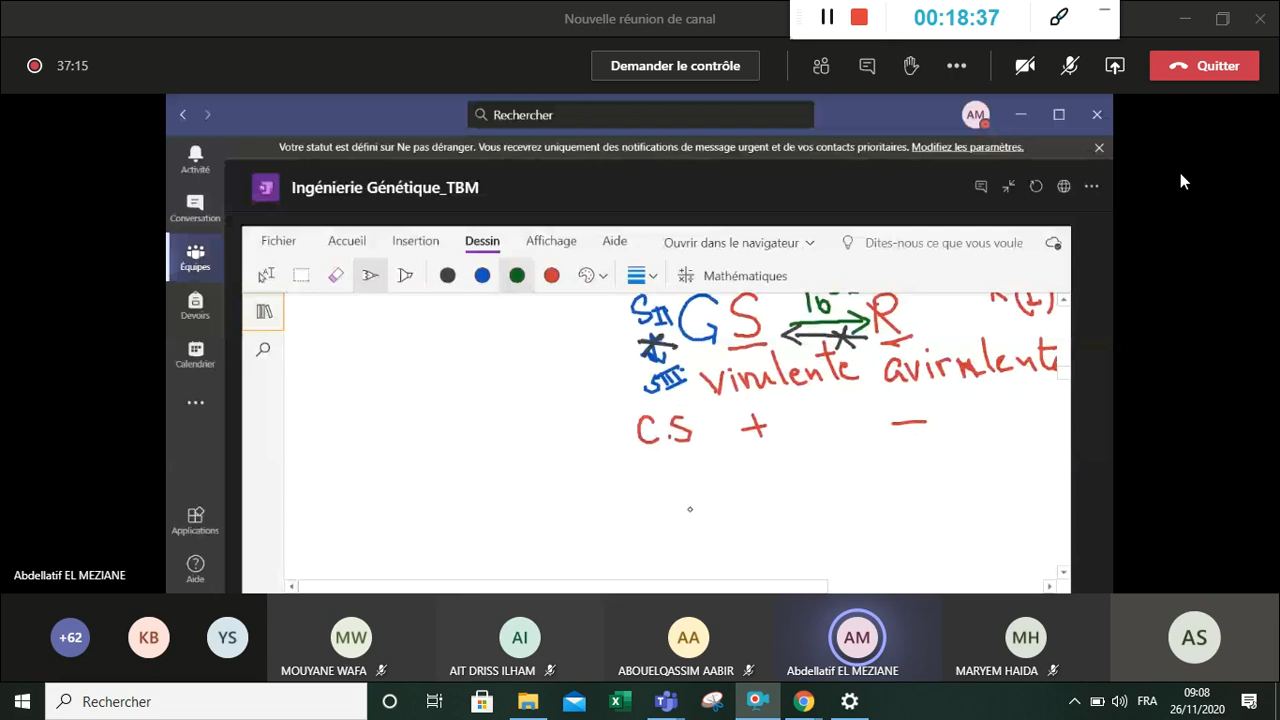 Nouvelle réunion de canal
00:18:37
37:15
Demander le contrôle
Quitter
Rechercher
AM
Votre statut est défini sur Ne pas déranger. Vous recevrez uniquement des notifications de message urgent et de vos contacts prioritaires. Modifiez les paramètres.
Activité
Ingénierie Génétique_TBM
Conversation
Fichier
Accueil
Insertion
Dessin
Affichage
Aide
Ouvrir dans le navigateur
Dites-nous ce que vous voule
Équipes
Mathématiques
Devoirs
SII
S
R
SIII
virulente
avirulente
Calendrier
C.S
+
−
Applications
Aide
Abdellatif EL MEZIANE
+62
KB
YS
MW
AI
AA
AM
MH
AS
MOUYANE WAFA
AIT DRISS ILHAM
ABOUELQASSIM AABIR
Abdellatif EL MEZIANE
MARYEM HAIDA
Rechercher
FRA
09:08
26/11/2020